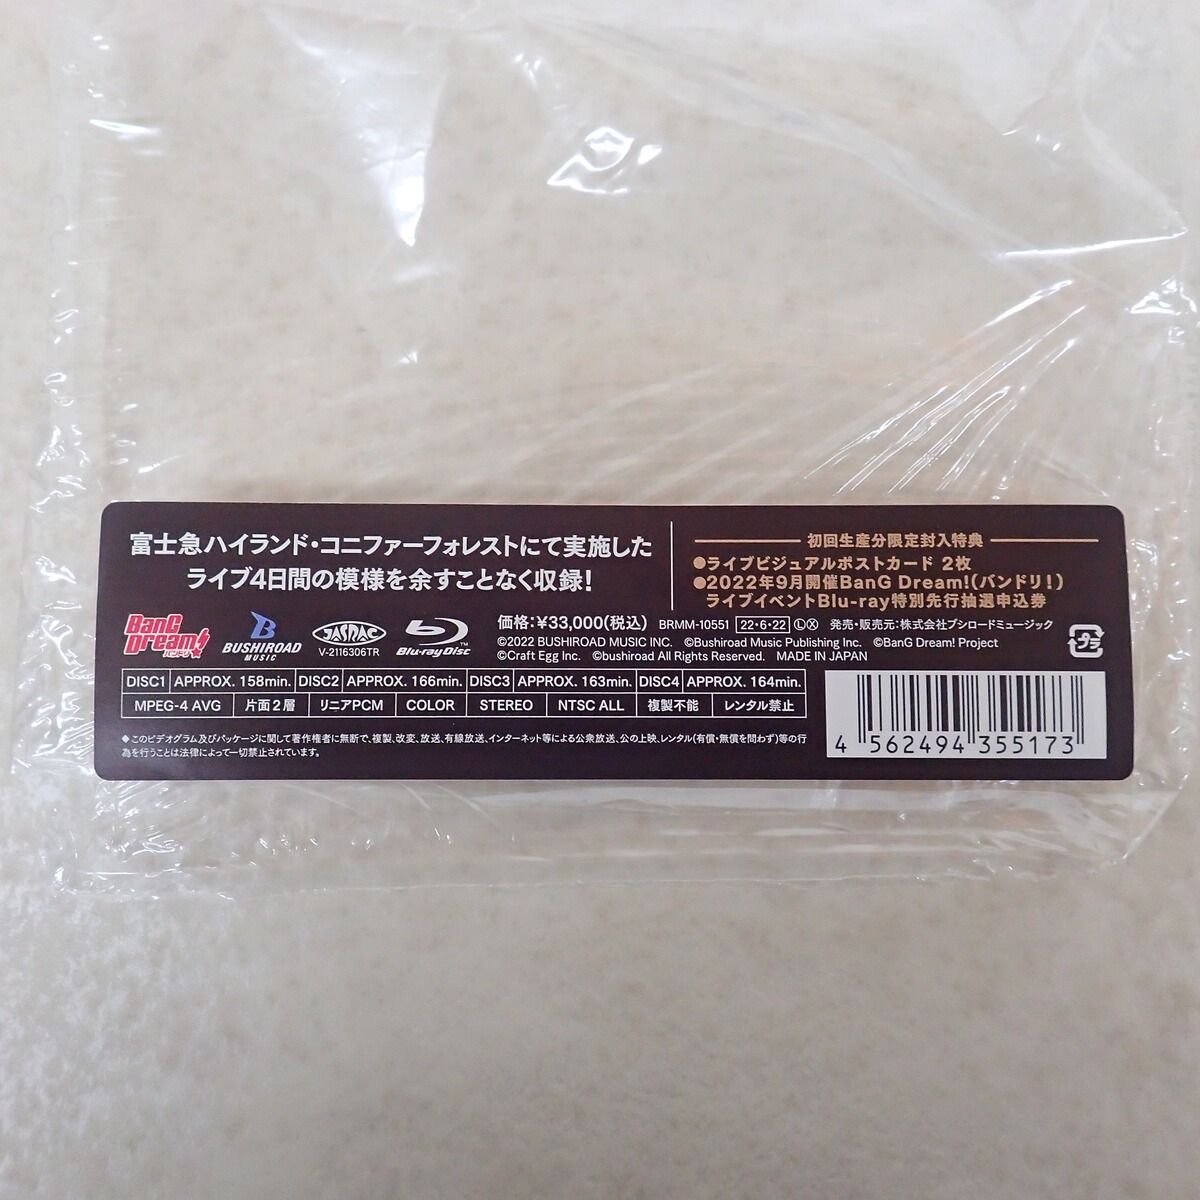 富士急ハイランド・コニファーフォレストにて実施した
ライブ4日間の模様を余すことなく収録!
初回生産分限定封入特典
●ライブビジュアルポストカード 2枚
●2022年9月開催BanG Dream!(バンドリ!)
ライブイベントBlu-ray特別先行抽選申込券
BanG Dream! バンドリ!
BUSHIROAD MUSIC
JASRAC
V-2116306TR
Blu-ray Disc TM
価格:¥33,000(税込) BRMM-10551 22・6・22 LX 発売・販売元:株式会社ブシロードミュージック
©2022 BUSHIROAD MUSIC INC. ©Bushiroad Music Publishing Inc. ©BanG Dream! Project
©Craft Egg Inc. ©bushiroad All Rights Reserved. MADE IN JAPAN
プラ
DISC1 APPROX. 158min. DISC2 APPROX. 166min. DISC3 APPROX. 163min. DISC4 APPROX. 164min.
MPEG-4 AVG 片面2層 リニアPCM COLOR STEREO NTSC ALL 複製不能 レンタル禁止
◆このビデオグラム及びパッケージに関して著作権者に無断で、複製、改変、放送、有線放送、インターネット等による公衆放送、公の上映、レンタル(有償・無償を問わず)等の行
為を行うことは法律によって一切禁止されています。
4 562494 355173